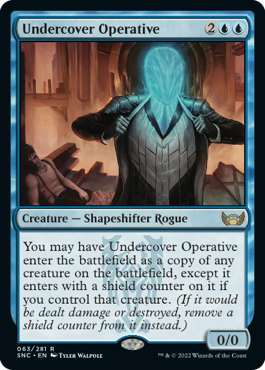 Undercover Operative 2
Creature — Shapeshifter Rogue
You may have Undercover Operative
enter the battlefield as a copy of any
creature on the battlefield, except it
enters with a shield counter on it if
you control that creature. (If it would
be dealt damage or destroyed, remove a
shield counter from it instead.)
0/0
063/281 R
SNC • EN TYLER WALPOLE
™ & © 2022 Wizards of the Coast